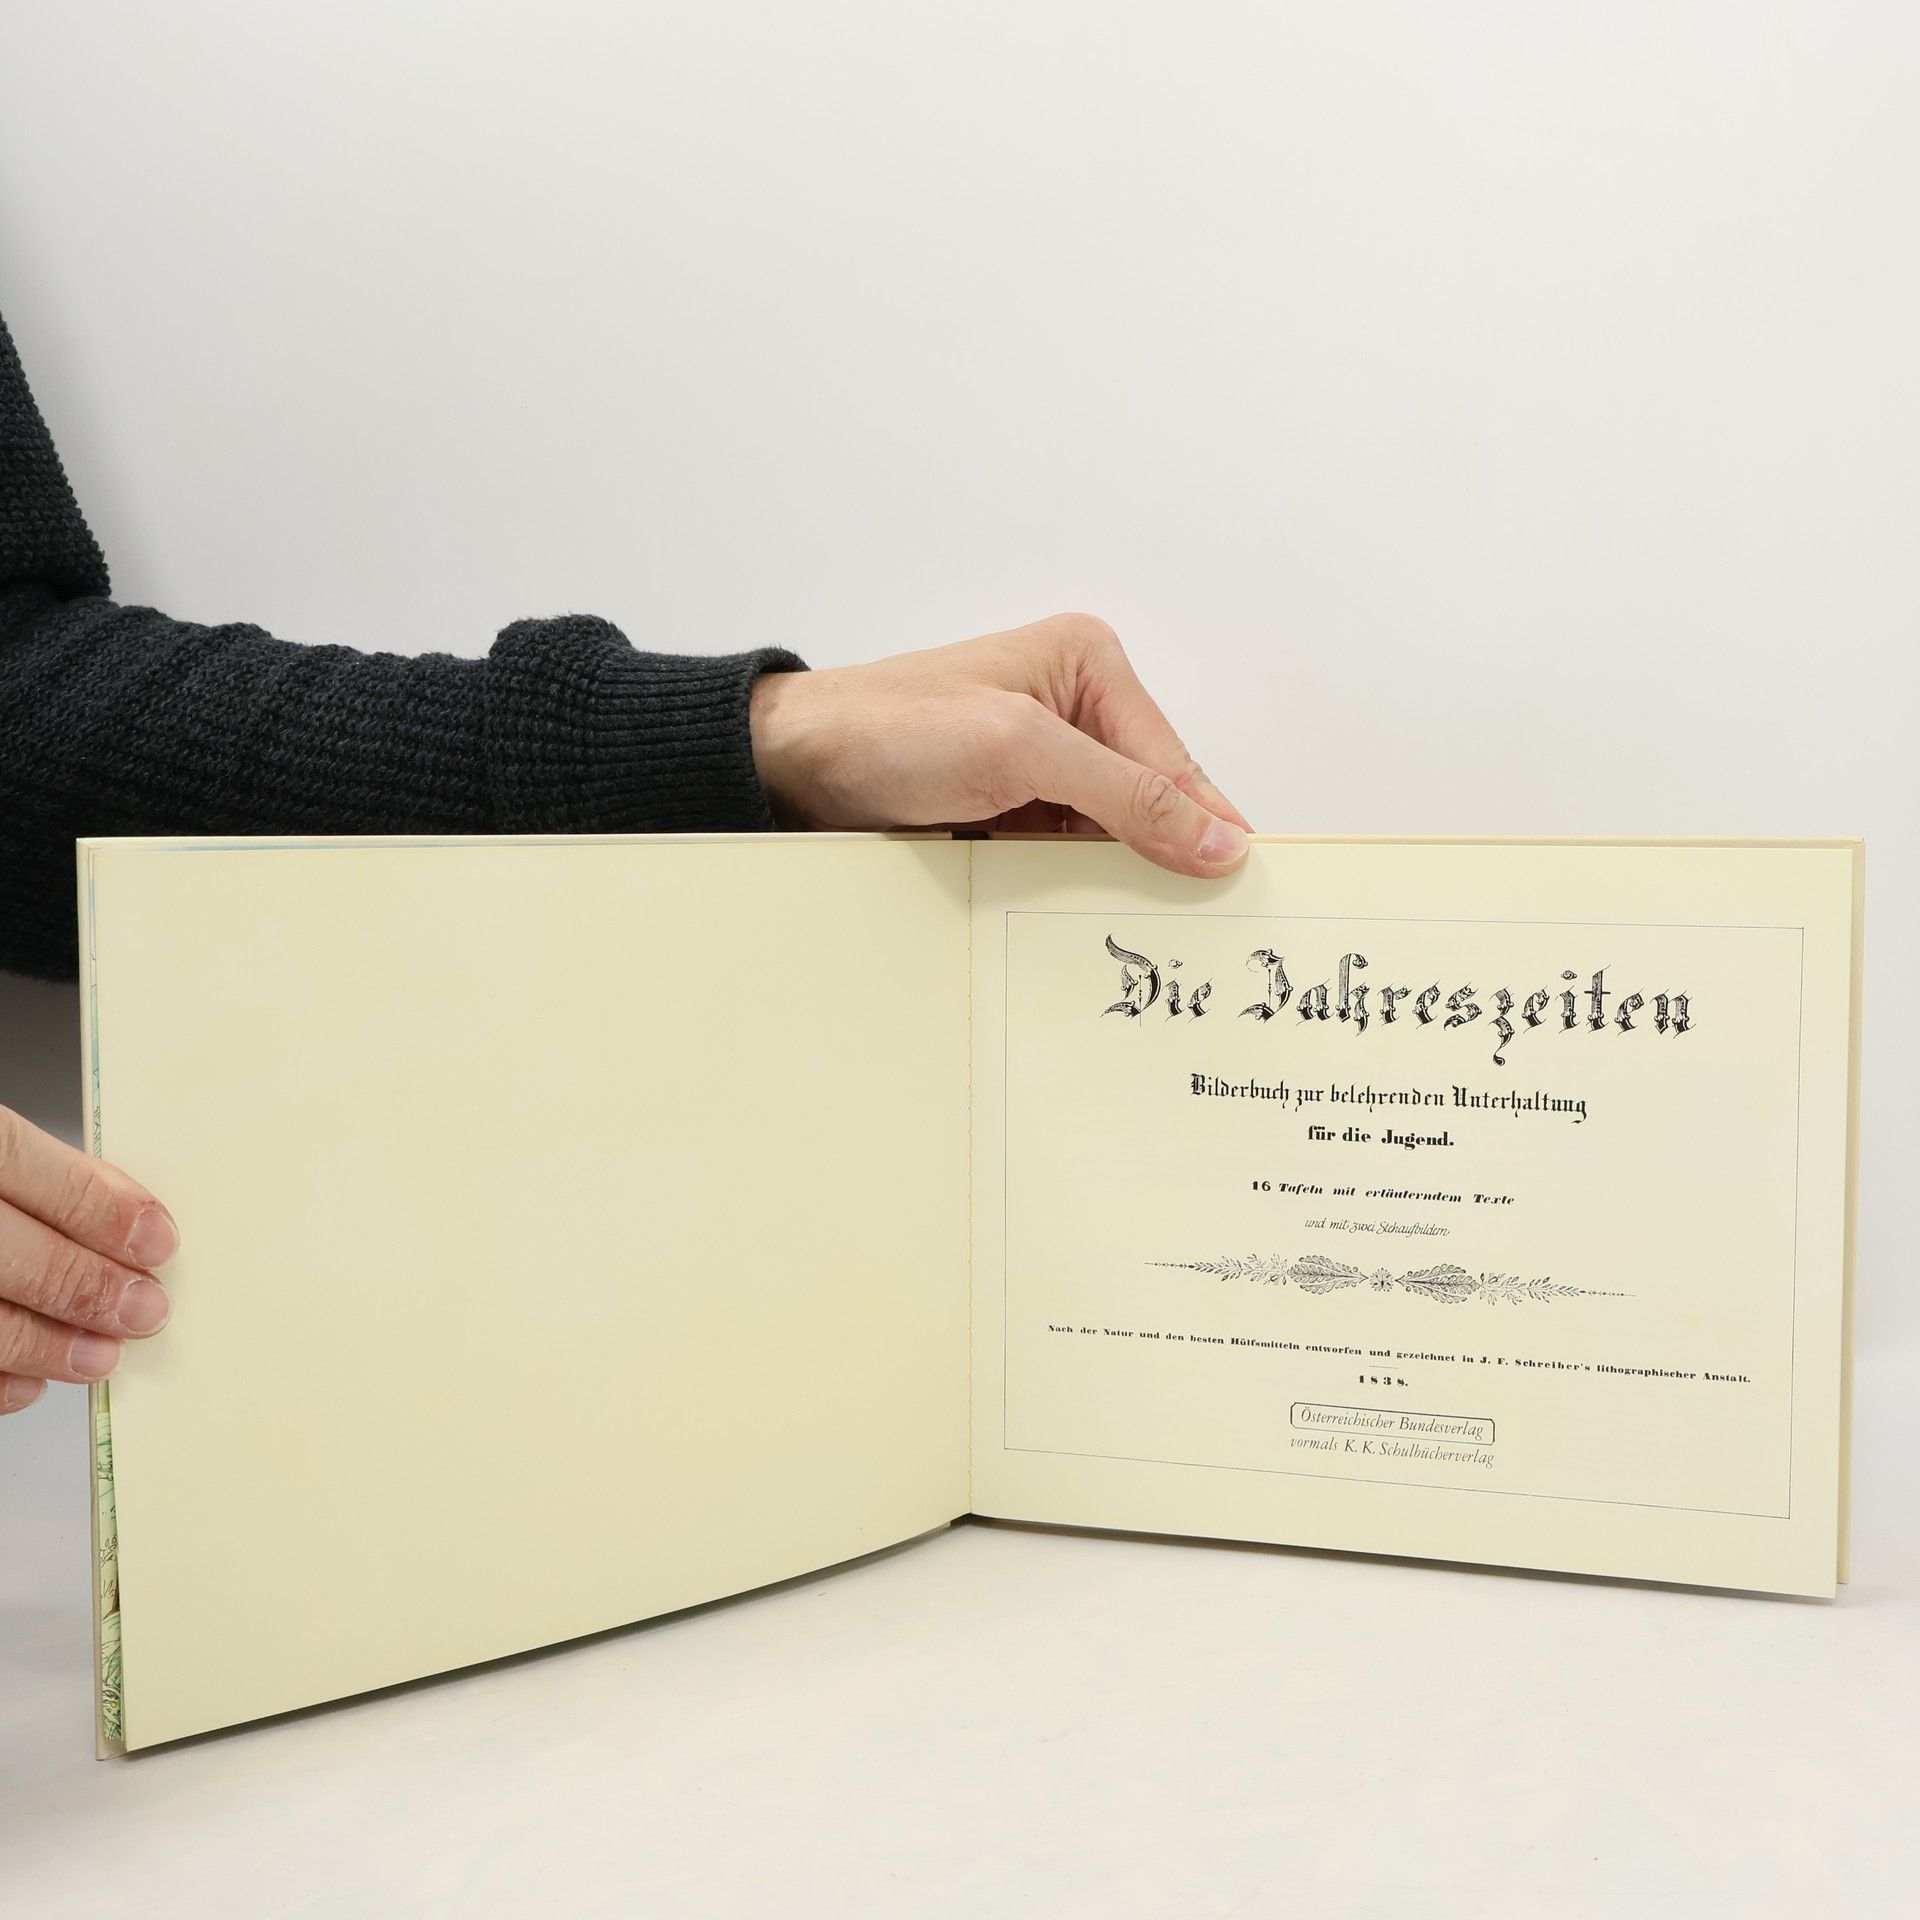 Die Jahreszeiten
Bilderbuch zur belehrenden Unterhaltung
für die Jugend.
16 Tafeln mit erläuterndem Texte
und mit zwei Stehaufbildern
Nach der Natur und den besten Hülfsmitteln entworfen und gezeichnet in J. F. Schreiber's lithographischer Anstalt.
1838.
Österreichischer Bundesverlag
vormals K. K. Schulbücherverlag